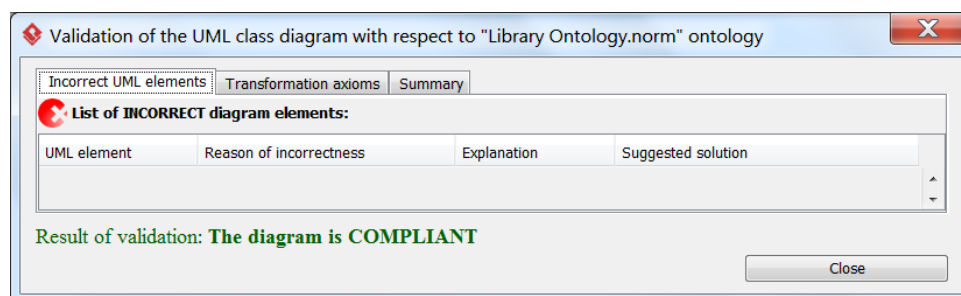 Validation of the UML class diagram with respect to "Library Ontology.norm" ontology
Incorrect UML elements Transformation axioms Summary
List of INCORRECT diagram elements:
UML element Reason of incorrectness Explanation Suggested solution
Result of validation: The diagram is COMPLIANT
Close